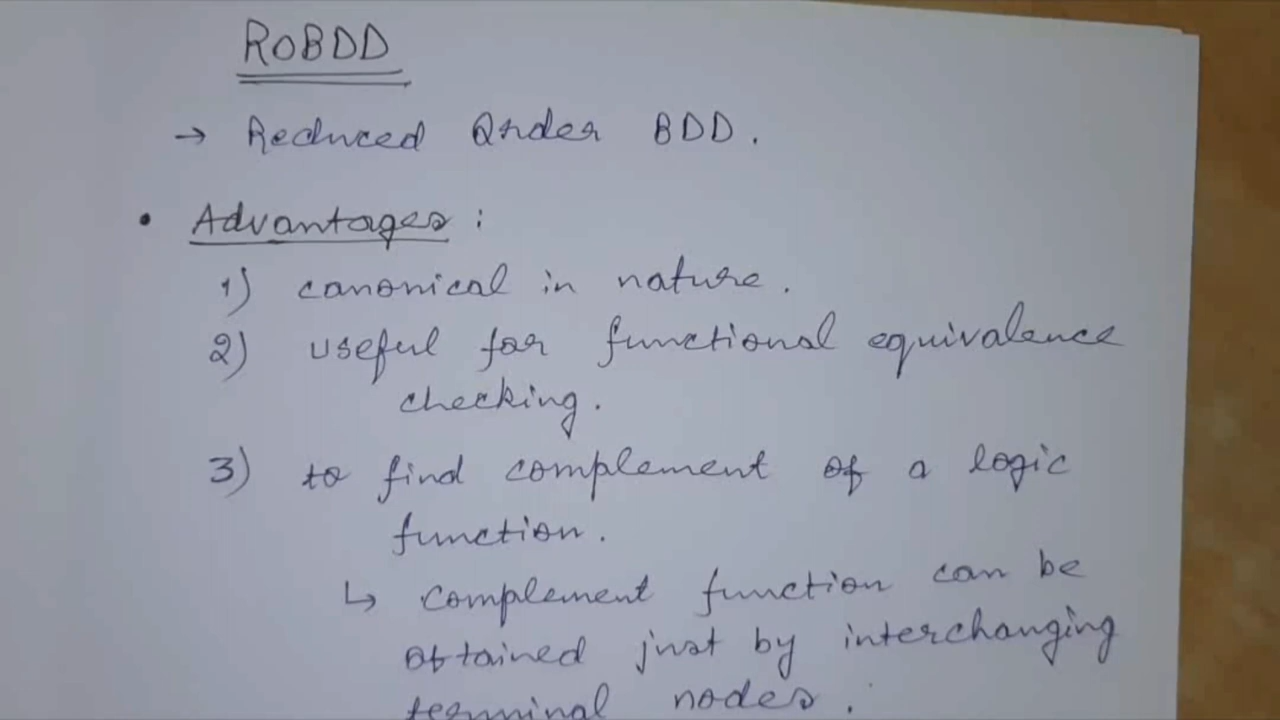 ROBDD
→ Reduced Order BDD.
• Advantages :
1) canonical in nature.
2) useful for functional equivalence
checking.
3) to find complement of a logic
function.
↳ complement function can be
obtained just by interchanging
terminal nodes.